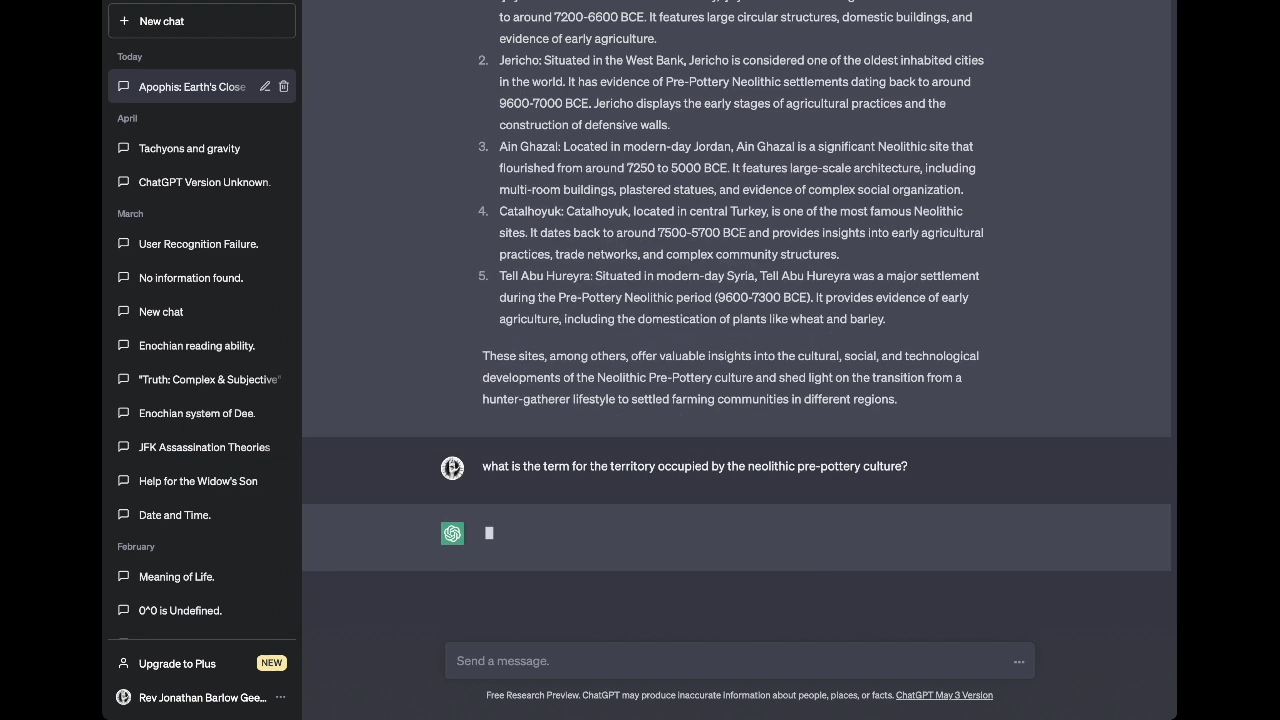 New chat
Today
Apophis: Earth's Close
April
Tachyons and gravity
ChatGPT Version Unknown.
March
User Recognition Failure.
No information found.
New chat
Enochian reading ability.
"Truth: Complex & Subjective"
Enochian system of Dee.
JFK Assassination Theories
Help for the Widow's Son
Date and Time.
February
Meaning of Life.
0^0 is Undefined.
Upgrade to Plus NEW
Rev Jonathan Barlow Gee...
to around 7200-6600 BCE. It features large circular structures, domestic buildings, and
evidence of early agriculture.
2. Jericho: Situated in the West Bank, Jericho is considered one of the oldest inhabited cities
in the world. It has evidence of Pre-Pottery Neolithic settlements dating back to around
9600-7000 BCE. Jericho displays the early stages of agricultural practices and the
construction of defensive walls.
3. Ain Ghazal: Located in modern-day Jordan, Ain Ghazal is a significant Neolithic site that
flourished from around 7250 to 5000 BCE. It features large-scale architecture, including
multi-room buildings, plastered statues, and evidence of complex social organization.
4. Catalhoyuk: Catalhoyuk, located in central Turkey, is one of the most famous Neolithic
sites. It dates back to around 7500-5700 BCE and provides insights into early agricultural
practices, trade networks, and complex community structures.
5. Tell Abu Hureyra: Situated in modern-day Syria, Tell Abu Hureyra was a major settlement
during the Pre-Pottery Neolithic period (9600-7300 BCE). It provides evidence of early
agriculture, including the domestication of plants like wheat and barley.
These sites, among others, offer valuable insights into the cultural, social, and technological
developments of the Neolithic Pre-Pottery culture and shed light on the transition from a
hunter-gatherer lifestyle to settled farming communities in different regions.
what is the term for the territory occupied by the neolithic pre-pottery culture?
Send a message.
Free Research Preview. ChatGPT may produce inaccurate information about people, places, or facts. ChatGPT May 3 Version